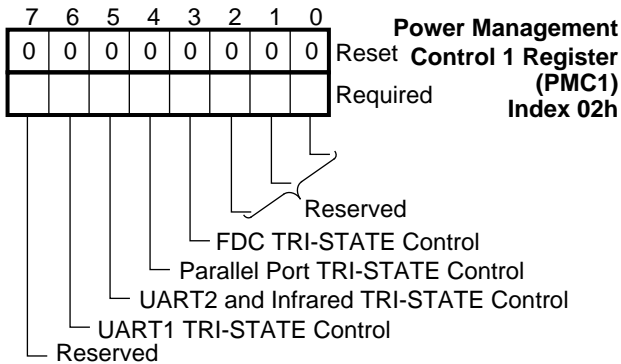 7 6 5 4 3 2 1 0
Power Management
0 0 0 0 0 0 0 0 Reset
Control 1 Register
(PMC1)
Required
Index 02h
Reserved
FDC TRI-STATE Control
Parallel Port TRI-STATE Control
UART2 and Infrared TRI-STATE Control
UART1 TRI-STATE Control
Reserved